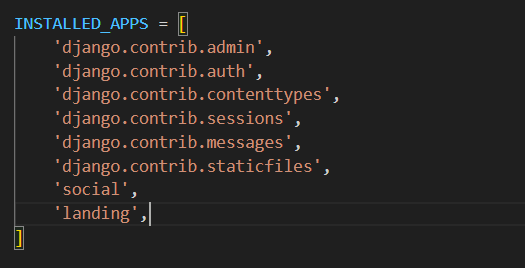 INSTALLED_APPS = [
    'django.contrib.admin',
    'django.contrib.auth',
    'django.contrib.contenttypes',
    'django.contrib.sessions',
    'django.contrib.messages',
    'django.contrib.staticfiles',
    'social',
    'landing',
]